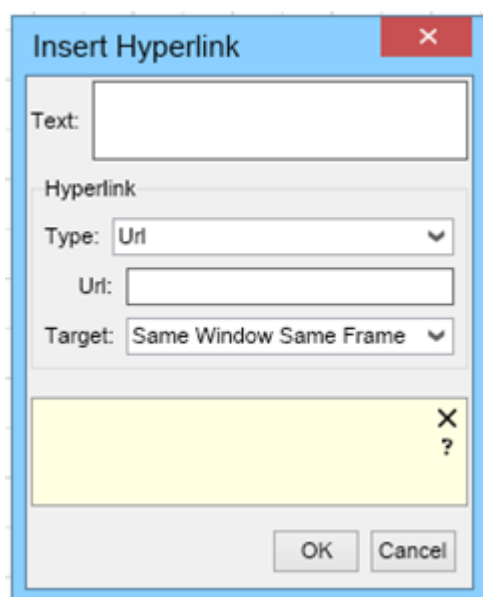 Insert Hyperlink
Text:
Hyperlink
Type: Url
Url:
Target: Same Window Same Frame
?
OK Cancel